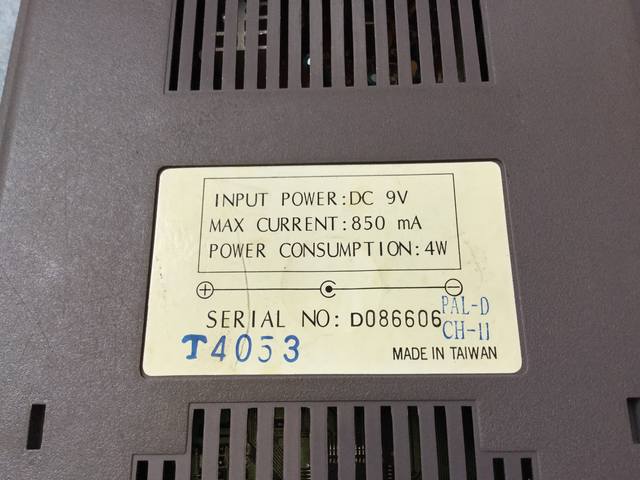 INPUT POWER:DC 9V
MAX CURRENT:850 mA
POWER CONSUMPTION:4W
SERIAL NO: D086606
PAL-D
CH-11
T4053
MADE IN TAIWAN